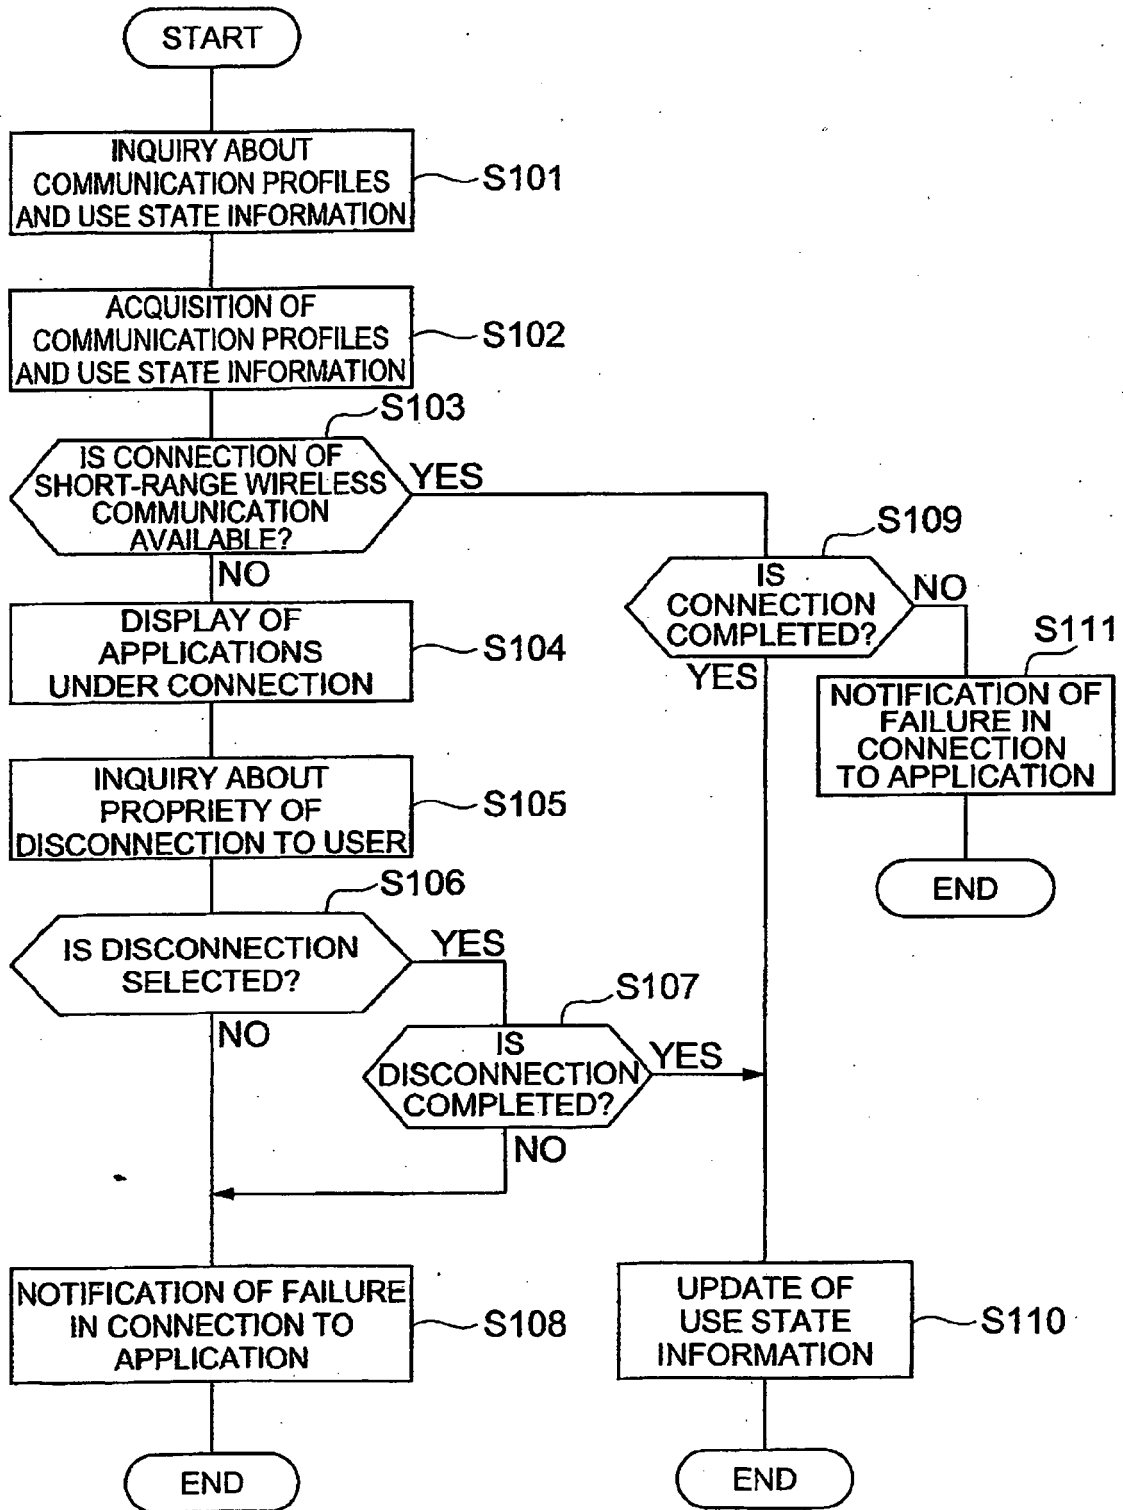 START
INQUIRY ABOUT
COMMUNICATION PROFILES
AND USE STATE INFORMATION
S101
ACQUISITION OF
COMMUNICATION PROFILES
AND USE STATE INFORMATION
S102
S103
IS CONNECTION OF
SHORT-RANGE WIRELESS
COMMUNICATION
AVAILABLE?
YES
NO
S109
IS
CONNECTION
COMPLETED?
NO
YES
S111
NOTIFICATION OF
FAILURE IN
CONNECTION
TO APPLICATION
END
DISPLAY OF
APPLICATIONS
UNDER CONNECTION
S104
INQUIRY ABOUT
PROPRIETY OF
DISCONNECTION TO USER
S105
S106
IS DISCONNECTION
SELECTED?
YES
NO
S107
IS
DISCONNECTION
COMPLETED?
YES
NO
NOTIFICATION OF FAILURE
IN CONNECTION TO
APPLICATION
S108
END
UPDATE OF
USE STATE
INFORMATION
S110
END